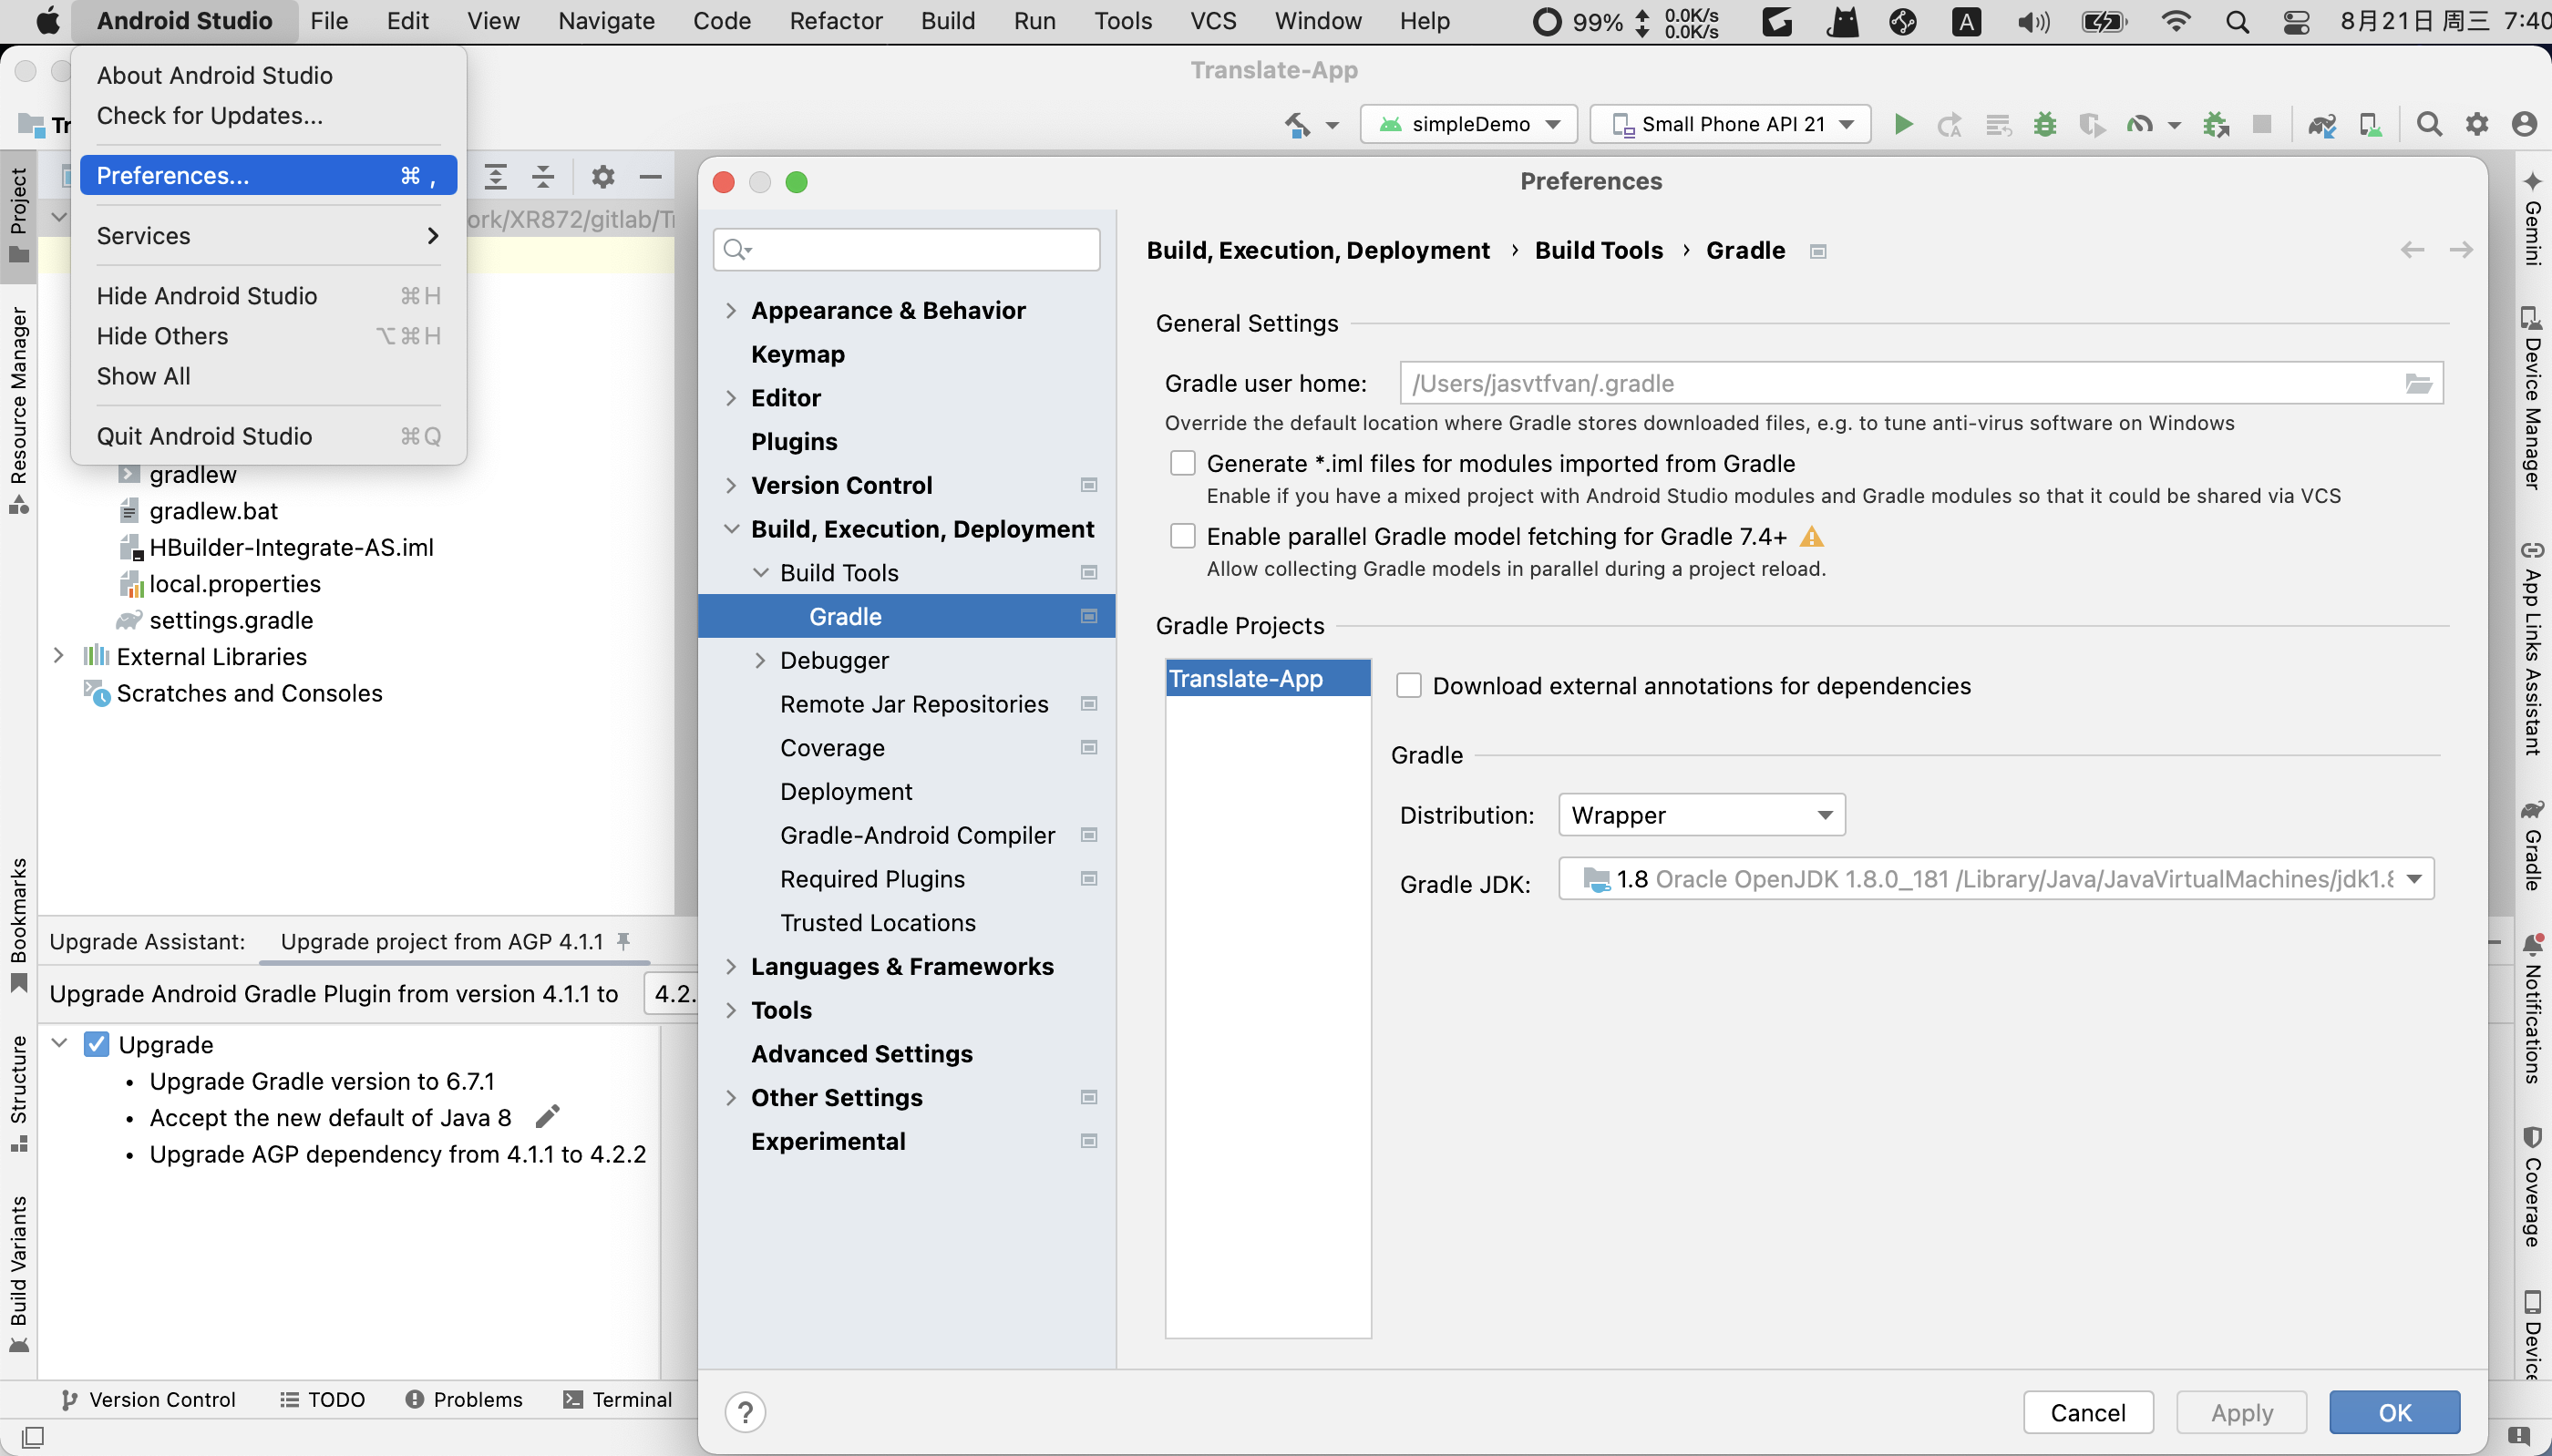 Android Studio File Edit View Navigate Code Refactor Build Run Tools VCS Window Help 99% 0.0K/s 0.0K/s A 8月21日 周三 7:40
Translate-App
simpleDemo Small Phone API 21
About Android Studio
Check for Updates...
Preferences... ⌘ ,
Services
Hide Android Studio ⌘H
Hide Others ⌥⌘H
Show All
Quit Android Studio ⌘Q
Project
Resource Manager
Bookmarks
Structure
Build Variants
ork/XR872/gitlab/Tr
gradlew
gradlew.bat
HBuilder-Integrate-AS.iml
local.properties
settings.gradle
External Libraries
Scratches and Consoles
Upgrade Assistant: Upgrade project from AGP 4.1.1
Upgrade Android Gradle Plugin from version 4.1.1 to 4.2.
Upgrade
• Upgrade Gradle version to 6.7.1
• Accept the new default of Java 8
• Upgrade AGP dependency from 4.1.1 to 4.2.2
Version Control TODO Problems Terminal
Preferences
Appearance & Behavior
Keymap
Editor
Plugins
Version Control
Build, Execution, Deployment
Build Tools
Gradle
Debugger
Remote Jar Repositories
Coverage
Deployment
Gradle-Android Compiler
Required Plugins
Trusted Locations
Languages & Frameworks
Tools
Advanced Settings
Other Settings
Experimental
Build, Execution, Deployment › Build Tools › Gradle
General Settings
Gradle user home: /Users/jasvtfvan/.gradle
Override the default location where Gradle stores downloaded files, e.g. to tune anti-virus software on Windows
Generate *.iml files for modules imported from Gradle
Enable if you have a mixed project with Android Studio modules and Gradle modules so that it could be shared via VCS
Enable parallel Gradle model fetching for Gradle 7.4+
Allow collecting Gradle models in parallel during a project reload.
Gradle Projects
Translate-App
Download external annotations for dependencies
Gradle
Distribution: Wrapper
Gradle JDK: 1.8 Oracle OpenJDK 1.8.0_181 /Library/Java/JavaVirtualMachines/jdk1.8
? Cancel Apply OK
Gemini
Device Manager
App Links Assistant
Gradle
Notifications
Coverage
Device